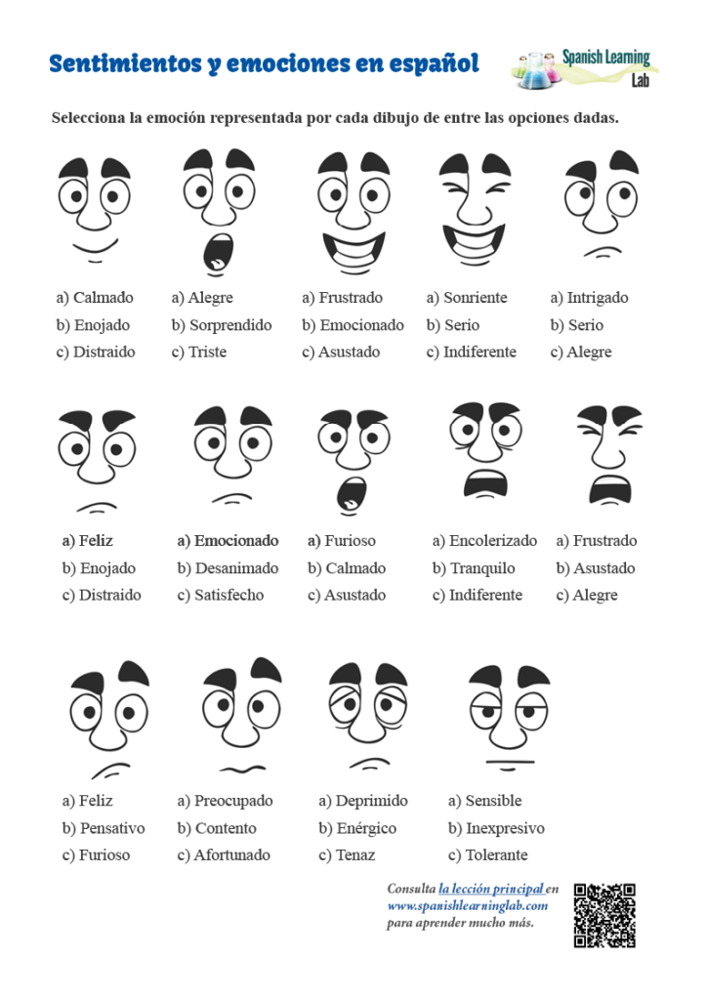 Sentimientos y emociones en español
Spanish Learning
Lab
Selecciona la emoción representada por cada dibujo de entre las opciones dadas.
a) Calmado
b) Enojado
c) Distraido
a) Alegre
b) Sorprendido
c) Triste
a) Frustrado
b) Emocionado
c) Asustado
a) Sonriente
b) Serio
c) Indiferente
a) Intrigado
b) Serio
c) Alegre
a) Feliz
b) Enojado
c) Distraido
a) Emocionado
b) Desanimado
c) Satisfecho
a) Furioso
b) Calmado
c) Asustado
a) Encolerizado
b) Tranquilo
c) Indiferente
a) Frustrado
b) Asustado
c) Alegre
a) Feliz
b) Pensativo
c) Furioso
a) Preocupado
b) Contento
c) Afortunado
a) Deprimido
b) Enérgico
c) Tenaz
a) Sensible
b) Inexpresivo
c) Tolerante
Consulta la lección principal en
www.spanishlearninglab.com
para aprender mucho más.